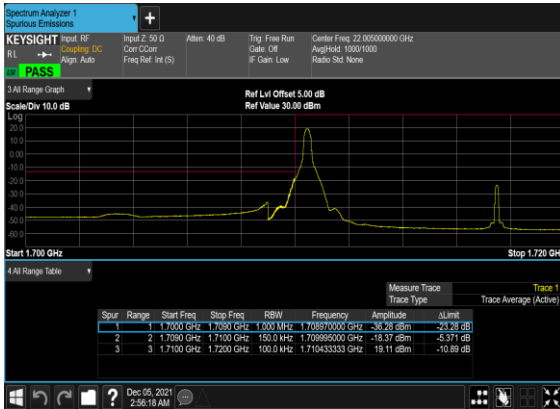 Spectrum Analyzer 1
Spurious Emissions
+
KEYSIGHT Input: RF Input Z: 50 Ω Atten: 40 dB Trig: Free Run Center Freq: 22.005000000 GHz
RL Coupling: DC Corr CCorr Gate: Off Avg|Hold: 1000/1000
Align: Auto Freq Ref: Int (S) IF Gain: Low Radio Std: None
PASS
3 All Range Graph
Ref Lvl Offset 5.00 dB
Scale/Div 10.0 dB Ref Value 30.00 dBm
Log
20.0
10.0
0.00
-10.0
-20.0
-30.0
-40.0
-50.0
-60.0
Start 1.700 GHz Stop 1.720 GH
4 All Range Table
Measure Trace Trace 1
Trace Type Trace Average (Active)
Spur Range Start Freq Stop Freq RBW Frequency Amplitude ΔLimit
1 1 1.7000 GHz 1.7090 GHz 1.000 MHz 1.708970000 GHz -36.28 dBm -23.28 dB
2 2 1.7090 GHz 1.7100 GHz 150.0 kHz 1.709995000 GHz -18.37 dBm -5.371 dB
3 3 1.7100 GHz 1.7200 GHz 100.0 kHz 1.710433333 GHz 19.11 dBm -10.89 dB
? Dec 05, 2021
2:56:18 AM